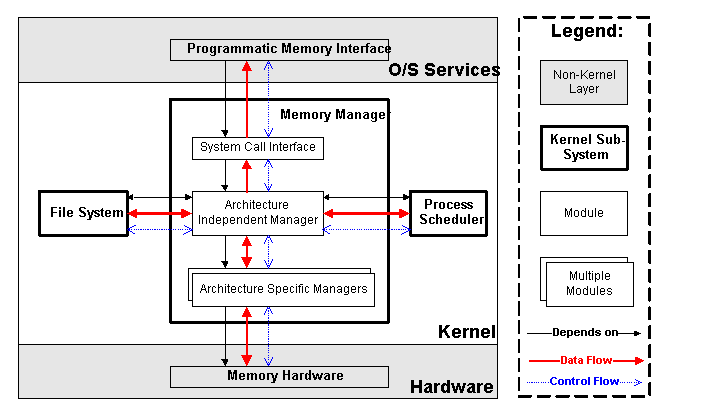 Programmatic Memory Interface
O/S Services
Memory Manager
System Call Interface
File System
Architecture
Independent Manager
Process
Scheduler
Architecture Specific Managers
Kernel
Memory Hardware
Hardware
Legend:
Non-Kernel
Layer
Kernel Sub-
System
Module
Multiple
Modules
Depends on
Data Flow
Control Flow